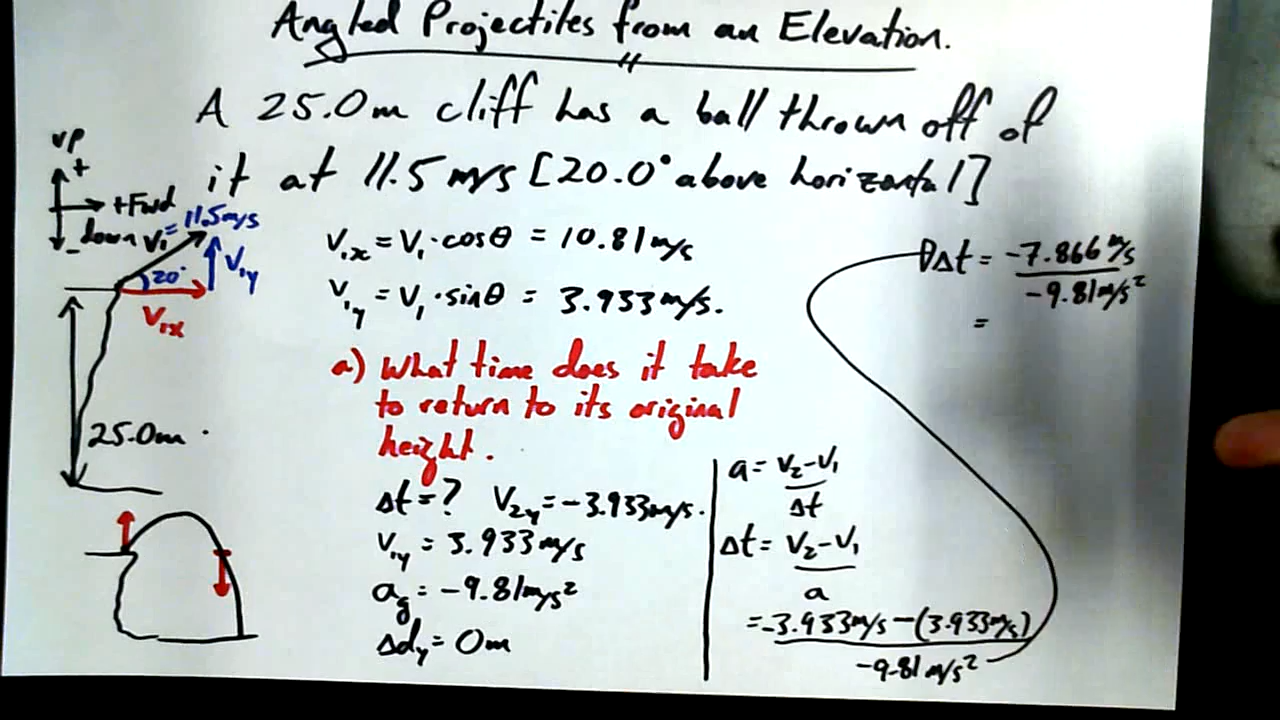 Angled Projectiles from an Elevation.
A 25.0m cliff has a ball thrown off of
it at 11.5 m/s [20.0° above horizontal]
up
+
+Fwd
- down
V₁ = 11.5m/s
20°
V₁y
V₁x
25.0m
V₁x = V₁·cosθ = 10.81m/s
V₁y = V₁·sinθ = 3.933m/s.
a) What time does it take
to return to its original
height.
Δt = ? V₂y = -3.933m/s.
V₁y = 3.933m/s
ag = -9.81m/s²
Δdy = 0m
a = V₂-V₁
Δt
Δt = V₂-V₁
a
= -3.933m/s - (3.933m/s)
-9.81m/s²
Δt = -7.866m/s
-9.81m/s²
=